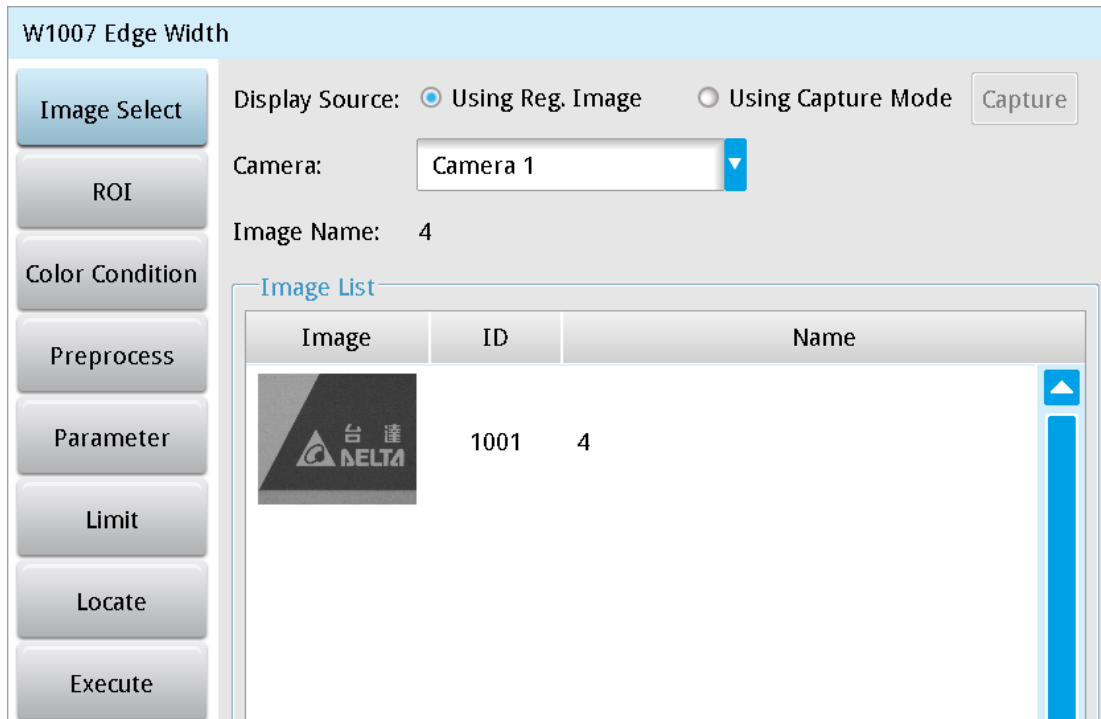 W1007 Edge Width
Image Select
ROI
Color Condition
Preprocess
Parameter
Limit
Locate
Execute
Display Source: Using Reg. Image Using Capture Mode Capture
Camera: Camera 1
Image Name: 4
Image List
Image ID Name
台達
DELTA
1001 4